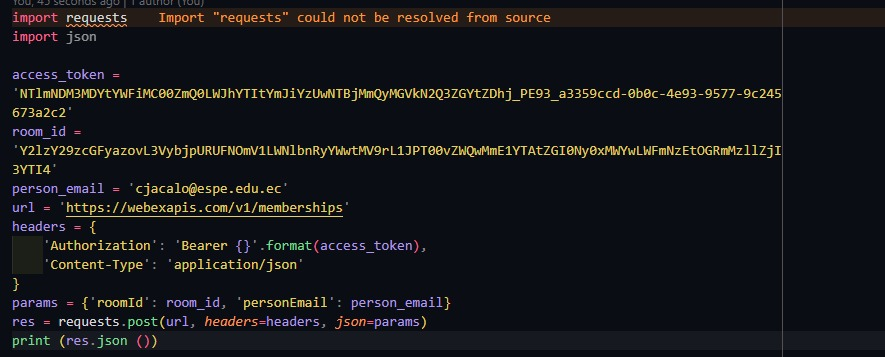 You, 45 seconds ago | 1 author (You)
import requests Import "requests" could not be resolved from source
import json
access_token =
'NTlmNDM3MDYtYWFiMC00ZmQ0LWJhYTItYmJiYzUwNTBjMmQyMGVkN2Q3ZGYtZDhj_PE93_a3359ccd-0b0c-4e93-9577-9c245
673a2c2'
room_id =
'Y2lzY29zcGFyazovL3VybjpURUFNOmV1LWNlbnRyYWwtMV9rL1JPT00vZWQwMmE1YTAtZGI0Ny0xMWYwLWFmNzEtOGRmMzllZjI
3YTI4'
person_email = 'cjacalo@espe.edu.ec'
url = 'https://webexapis.com/v1/memberships'
headers = {
'Authorization': 'Bearer {}'.format(access_token),
'Content-Type': 'application/json'
}
params = {'roomId': room_id, 'personEmail': person_email}
res = requests.post(url, headers=headers, json=params)
print (res.json ())